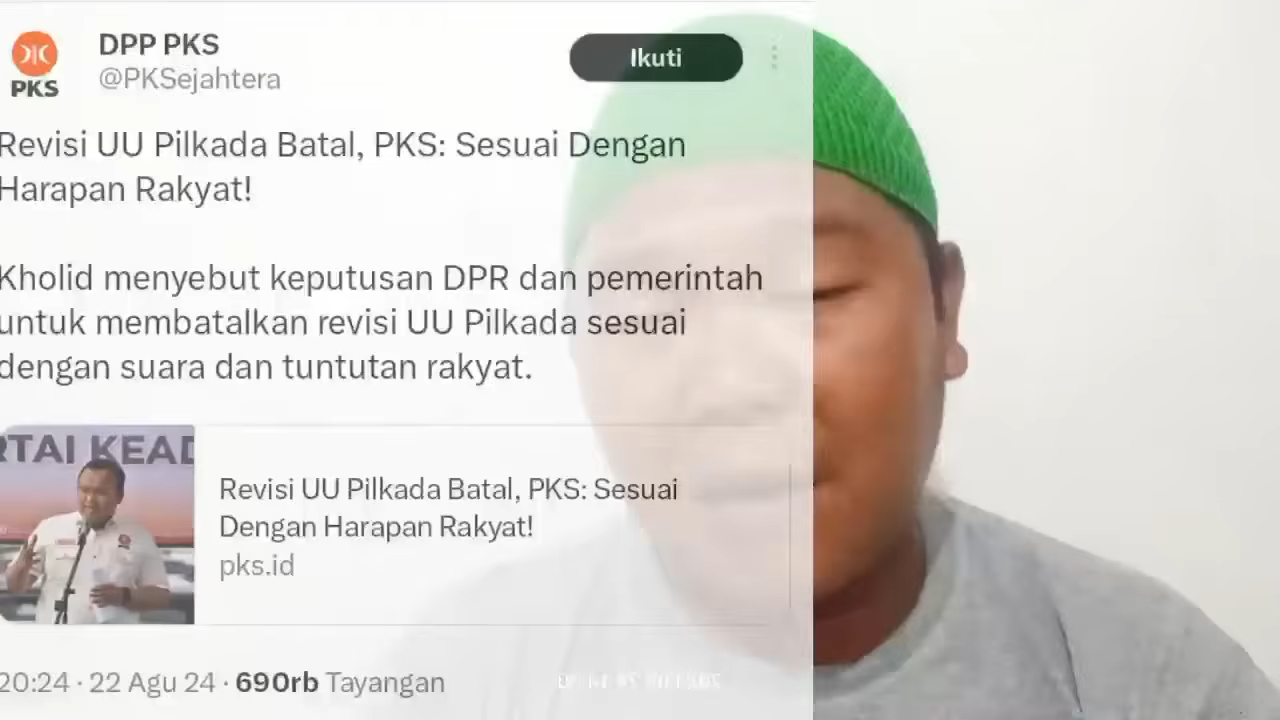 DPP PKS
@PKSejahtera
PKS
Ikuti
Revisi UU Pilkada Batal, PKS: Sesuai Dengan
Harapan Rakyat!
Kholid menyebut keputusan DPR dan pemerintah
untuk membatalkan revisi UU Pilkada sesuai
dengan suara dan tuntutan rakyat.
RTAI KEAD
Revisi UU Pilkada Batal, PKS: Sesuai
Dengan Harapan Rakyat!
pks.id
20:24 · 22 Agu 24 · 690rb Tayangan